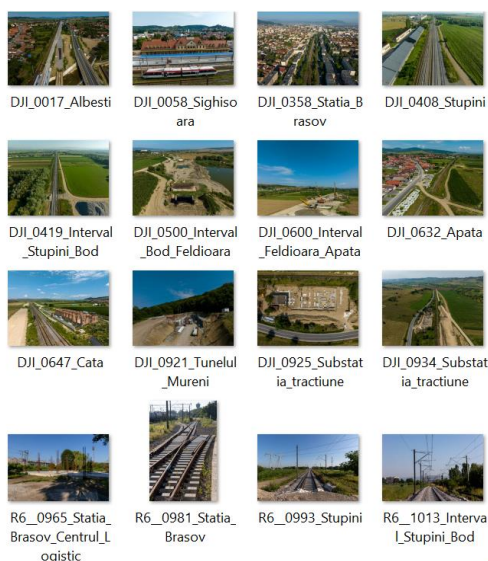 DJI_0017_Albesti
DJI_0058_Sighiso
ara
DJI_0358_Statia_B
rasov
DJI_0408_Stupini
DJI_0419_Interval
_Stupini_Bod
DJI_0500_Interval
_Bod_Feldioara
DJI_0600_Interval
_Feldioara_Apata
DJI_0632_Apata
DJI_0647_Cata
DJI_0921_Tunelul
_Mureni
DJI_0925_Substat
ia_tractiune
DJI_0934_Substat
ia_tractiune
R6__0965_Statia_
Brasov_Centrul_L
ogistic
R6__0981_Statia_
Brasov
R6__0993_Stupini
R6__1013_Interva
l_Stupini_Bod